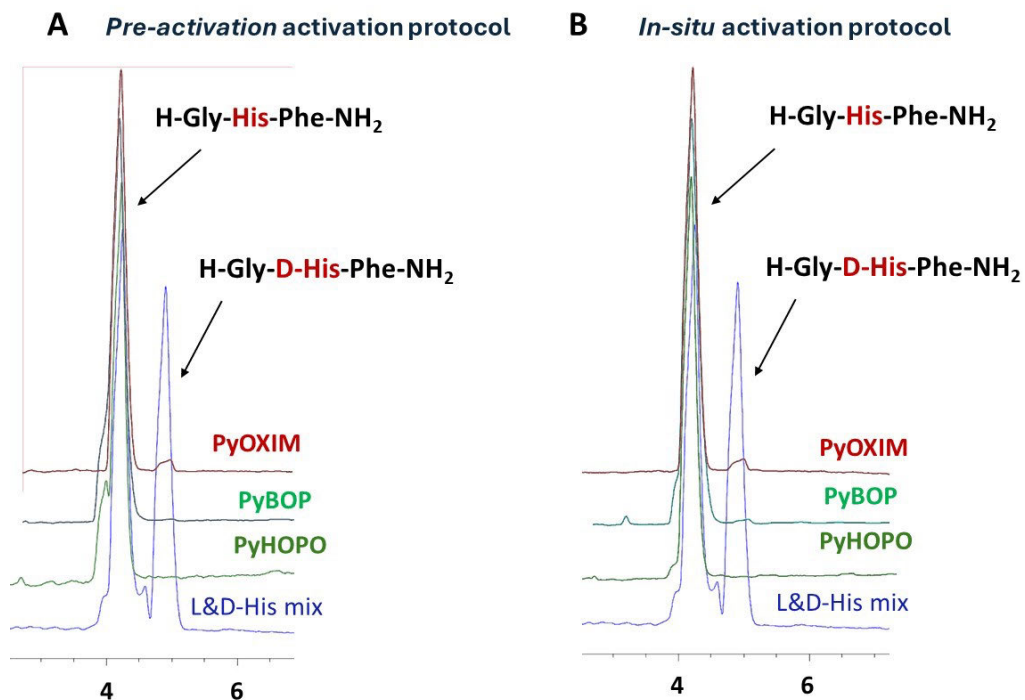 A Pre-activation activation protocol
H-Gly-His-Phe-NH2
H-Gly-D-His-Phe-NH2
PyOXIM
PyBOP
PyHOPO
L&D-His mix
4 6
B In-situ activation protocol
H-Gly-His-Phe-NH2
H-Gly-D-His-Phe-NH2
PyOXIM
PyBOP
PyHOPO
L&D-His mix
4 6